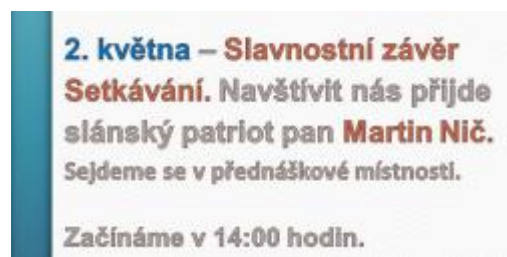 2. května – Slavnostní závěr
Setkávání. Navštívit nás přijde
slánský patriot pan Martin Nič.
Sejdeme se v přednáškové místnosti.
Začínáme v 14:00 hodin.